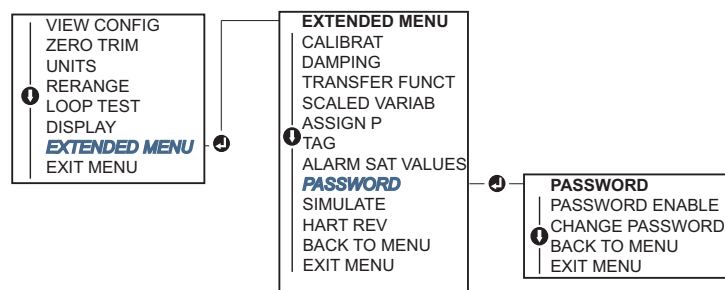 VIEW CONFIG
ZERO TRIM
UNITS
RERANGE
LOOP TEST
DISPLAY
EXTENDED MENU
EXIT MENU
EXTENDED MENU
CALIBRAT
DAMPING
TRANSFER FUNCT
SCALED VARIAB
ASSIGN P
TAG
ALARM SAT VALUES
PASSWORD
SIMULATE
HART REV
BACK TO MENU
EXIT MENU
PASSWORD
PASSWORD ENABLE
CHANGE PASSWORD
BACK TO MENU
EXIT MENU